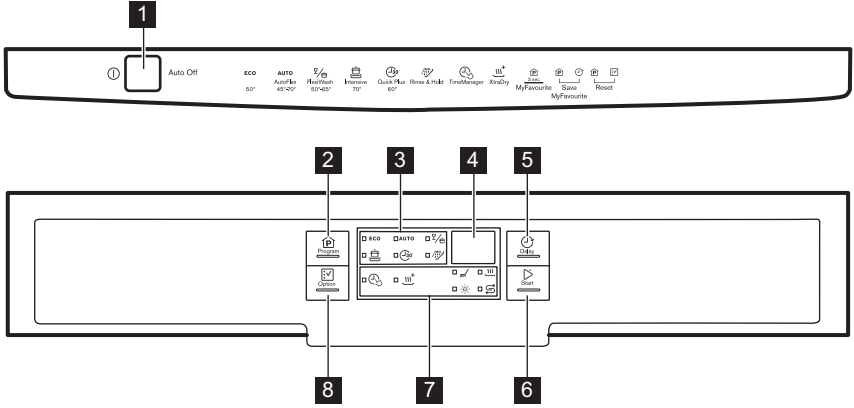 1
Auto Off
ECO
50°
AUTO
AutoFlex
45°-70°
FlexiWash
50°-65°
Intensive
70°
30'
Quick Plus
60°
Rinse & Hold
TimeManager
XtraDry
3 sec
MyFavourite
Save
MyFavourite
Reset
2
3
4
5
P
Program
ECO
AUTO
30'
Delay
Option
Start
8
7
6